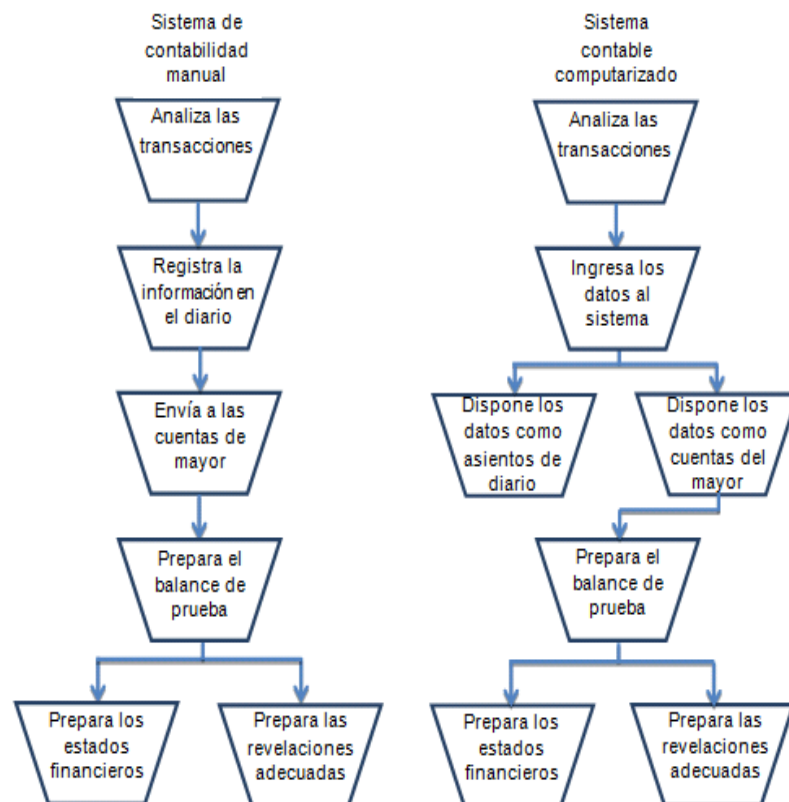 Sistema de
contabilidad
manual
Analiza las
transacciones
Registra la
información en
el diario
Envía a las
cuentas de
mayor
Prepara el
balance de
prueba
Prepara los
estados
financieros
Prepara las
revelaciones
adecuadas
Sistema
contable
computarizado
Analiza las
transacciones
Ingresa los
datos al
sistema
Dispone los
datos como
asientos de
diario
Dispone los
datos como
cuentas del
mayor
Prepara el
balance de
prueba
Prepara los
estados
financieros
Prepara las
revelaciones
adecuadas